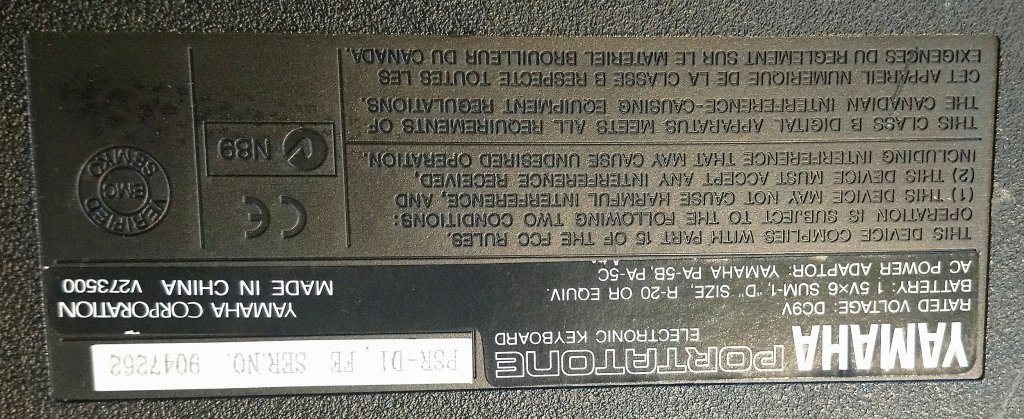 YAMAHA PORTATONE
ELECTRONIC KEYBOARD
PSR-D1 FE SER.NO. 9047262
RATED VOLTAGE: DC9V
BATTERY: 1.5V×6 SUM-1, "D" SIZE, R-20 OR EQUIV.
AC POWER ADAPTOR: YAMAHA PA-5B, PA-5C
YAMAHA CORPORATION
MADE IN CHINA V273500
THIS DEVICE COMPLIES WITH PART 15 OF THE FCC RULES.
OPERATION IS SUBJECT TO THE FOLLOWING TWO CONDITIONS:
(1) THIS DEVICE MAY NOT CAUSE HARMFUL INTERFERENCE, AND
(2) THIS DEVICE MUST ACCEPT ANY INTERFERENCE RECEIVED,
INCLUDING INTERFERENCE THAT MAY CAUSE UNDESIRED OPERATION.
THIS CLASS B DIGITAL APPARATUS MEETS ALL REQUIREMENTS OF
THE CANADIAN INTERFERENCE-CAUSING EQUIPMENT REGULATIONS.
CET APPAREIL NUMERIQUE DE LA CLASSE B RESPECTE TOUTES LES
EXIGENCES DU REGLEMENT SUR LE MATERIEL BROUILLEUR DU CANADA.
CE
N89
VERIFIED
EMC
SEMKO